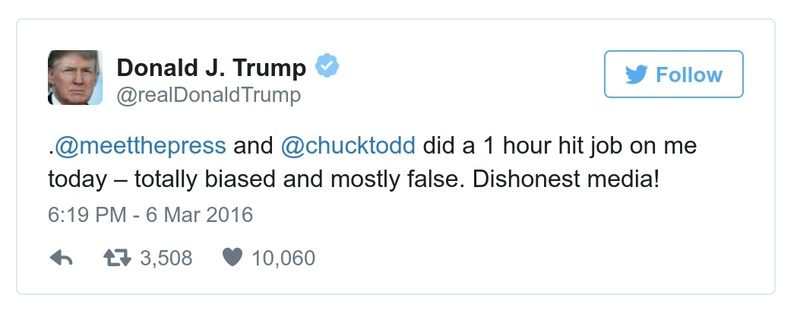 Donald J. Trump
@realDonaldTrump
Follow
.@meetthepress and @chucktodd did a 1 hour hit job on me
today – totally biased and mostly false. Dishonest media!
6:19 PM - 6 Mar 2016
3,508 10,060